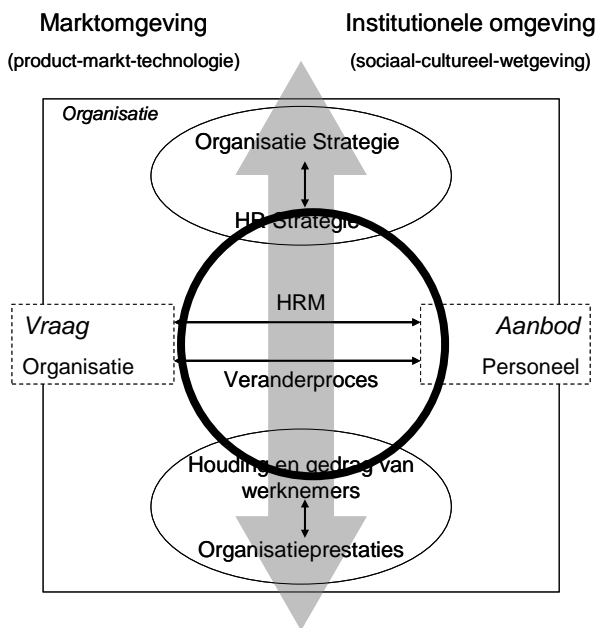 Marktomgeving
(product-markt-technologie)
Institutionele omgeving
(sociaal-cultureel-wetgeving)
Organisatie
Organisatie Strategie
HR Strategie
HRM
Vraag
Organisatie
Aanbod
Personeel
Veranderproces
Houding en gedrag van
werknemers
Organisatieprestaties